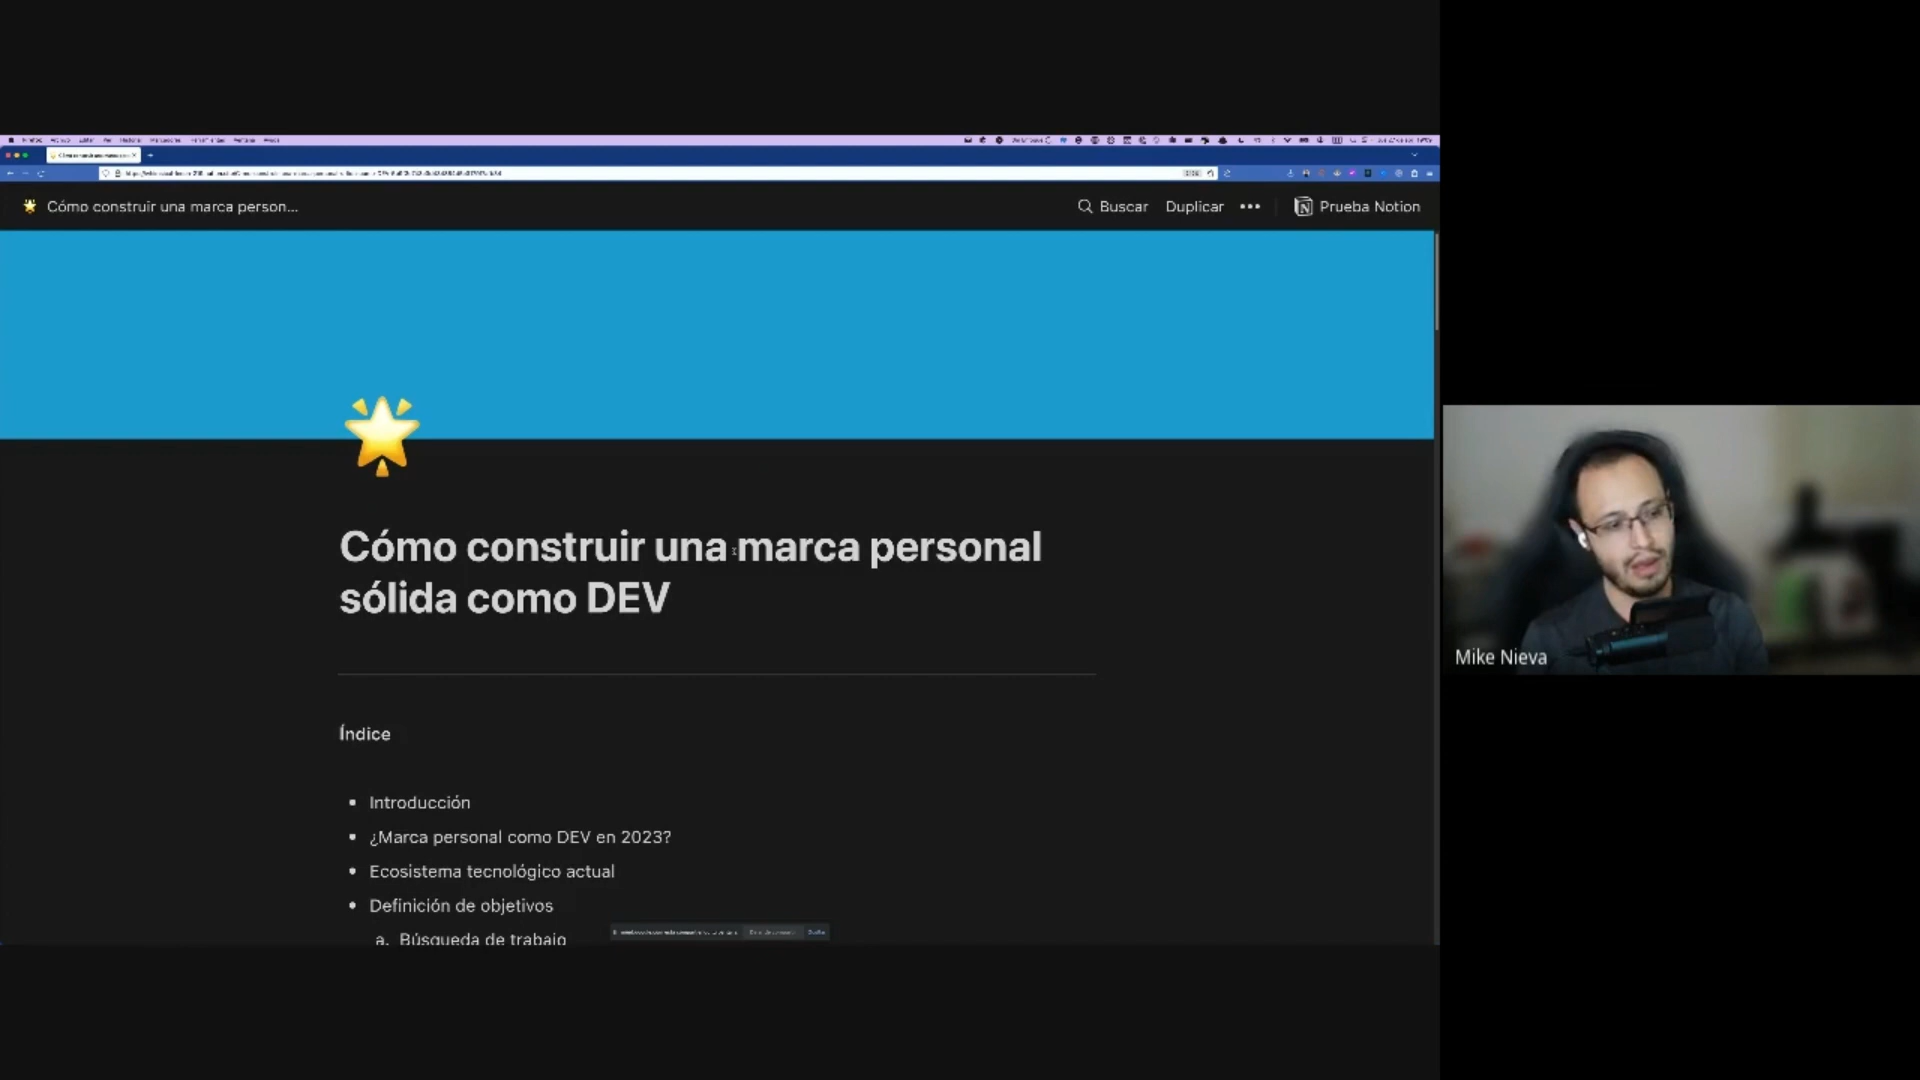 Cómo construir una marca person...
Buscar
Duplicar
Prueba Notion
Cómo construir una marca personal
sólida como DEV
Índice
• Introducción
• ¿Marca personal como DEV en 2023?
• Ecosistema tecnológico actual
• Definición de objetivos
a. Búsqueda de trabajo
Mike Nieva